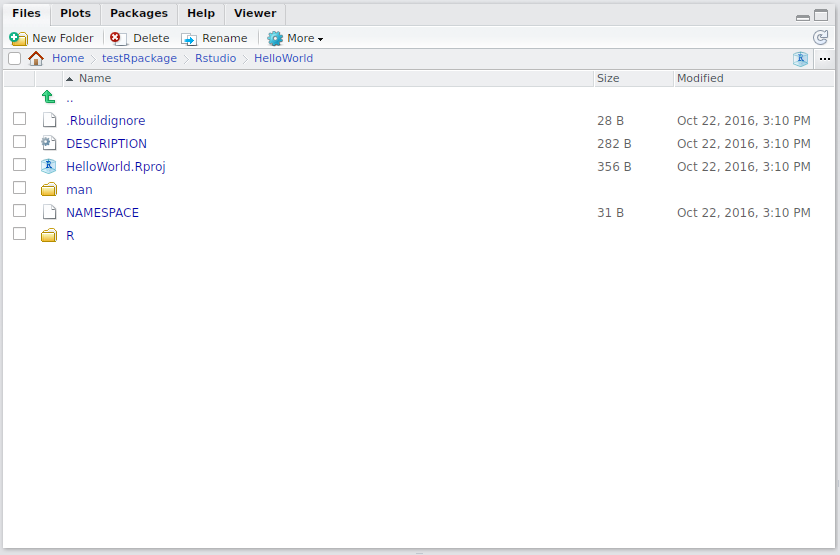 Files Plots Packages Help Viewer
New Folder Delete Rename More
Home testRpackage Rstudio HelloWorld R ...
Name Size Modified
..
.Rbuildignore 28 B Oct 22, 2016, 3:10 PM
DESCRIPTION 282 B Oct 22, 2016, 3:10 PM
HelloWorld.Rproj 356 B Oct 22, 2016, 3:10 PM
man
NAMESPACE 31 B Oct 22, 2016, 3:10 PM
R